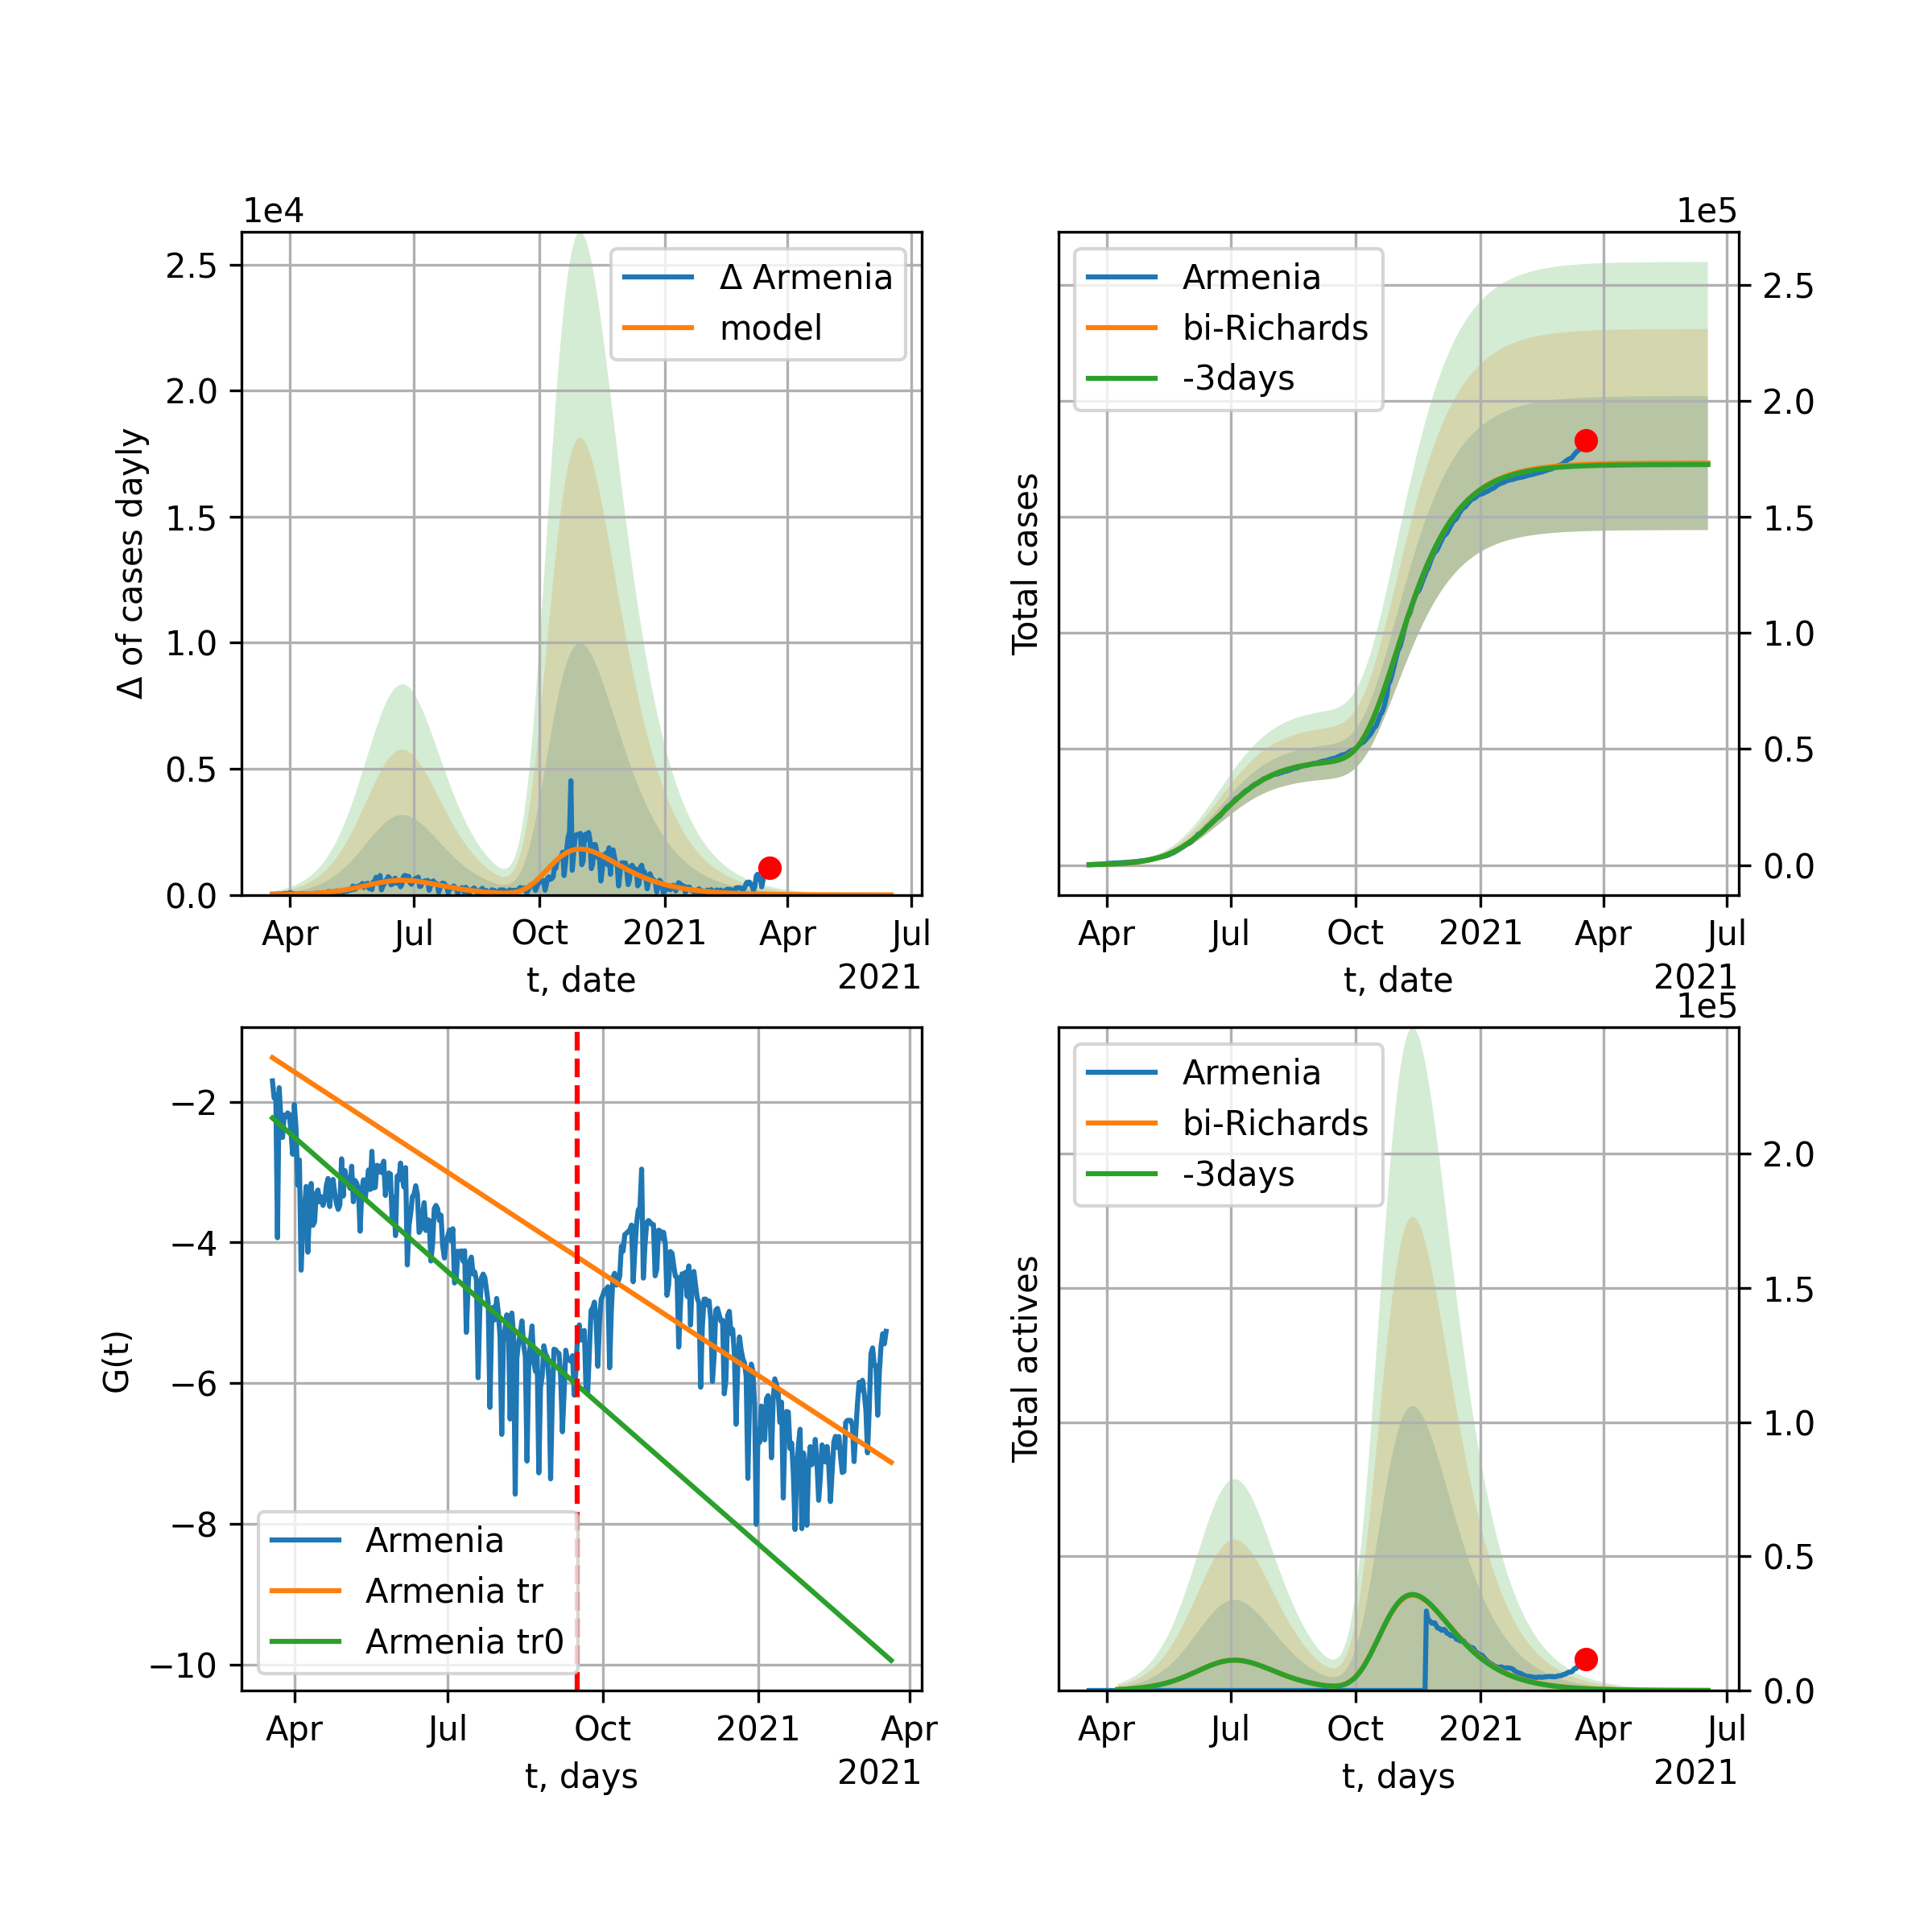 1e4
2.5
2.0
1.5
1.0
0.5
0.0
Δ of cases dayly
Δ Armenia
model
Apr
Jul
Oct
2021
Apr
Jul
2021
t, date
1e5
Armenia
bi-Richards
-3days
Total cases
2.5
2.0
1.5
1.0
0.5
0.0
Apr
Jul
Oct
2021
Apr
Jul
2021
t, date
−2
−4
−6
−8
−10
G(t)
Armenia
Armenia tr
Armenia tr0
Apr
Jul
Oct
2021
Apr
2021
t, days
1e5
Armenia
bi-Richards
-3days
Total actives
2.0
1.5
1.0
0.5
0.0
Apr
Jul
Oct
2021
Apr
Jul
2021
t, days